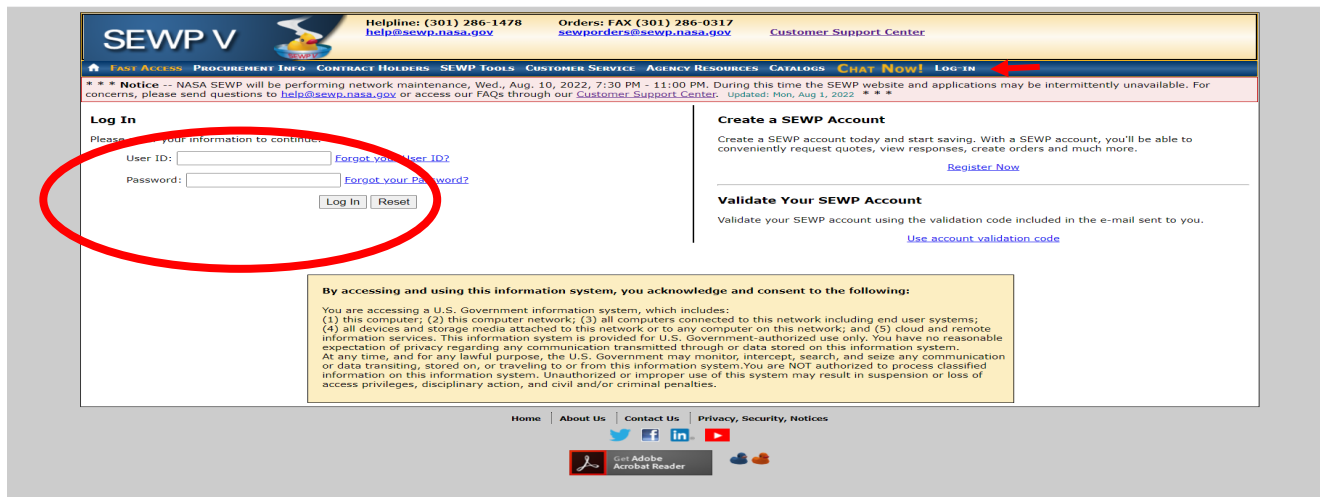 SEWP V
SEWP
Helpline: (301) 286-1478
help@sewp.nasa.gov
Orders: FAX (301) 286-0317
sewporders@sewp.nasa.gov
Customer Support Center
Fast Access Procurement Info Contract Holders SEWP Tools Customer Service Agency Resources Catalogs Chat Now! Log-in
* * * Notice -- NASA SEWP will be performing network maintenance, Wed., Aug. 10, 2022, 7:30 PM - 11:00 PM. During this time the SEWP website and applications may be intermittently unavailable. For
concerns, please send questions to help@sewp.nasa.gov or access our FAQs through our Customer Support Center. Updated: Mon, Aug 1, 2022 * * *
Log In
Please your information to continue
User ID: Forgot your User ID?
Password: Forgot your Password?
Log In Reset
Create a SEWP Account
Create a SEWP account today and start saving. With a SEWP account, you'll be able to
conveniently request quotes, view responses, create orders and much more.
Register Now
Validate Your SEWP Account
Validate your SEWP account using the validation code included in the e-mail sent to you.
Use account validation code
By accessing and using this information system, you acknowledge and consent to the following:
You are accessing a U.S. Government information system, which includes:
(1) this computer; (2) this computer network; (3) all computers connected to this network including end user systems;
(4) all devices and storage media attached to this network or to any computer on this network; and (5) cloud and remote
information services. This information system is provided for U.S. Government-authorized use only. You have no reasonable
expectation of privacy regarding any communication transmitted through or data stored on this information system.
At any time, and for any lawful purpose, the U.S. Government may monitor, intercept, search, and seize any communication
or data transiting, stored on, or traveling to or from this information system.You are NOT authorized to process classified
information on this information system. Unauthorized or improper use of this system may result in suspension or loss of
access privileges, disciplinary action, and civil and/or criminal penalties.
Home About Us Contact Us Privacy, Security, Notices
f in
Get Adobe
Acrobat Reader